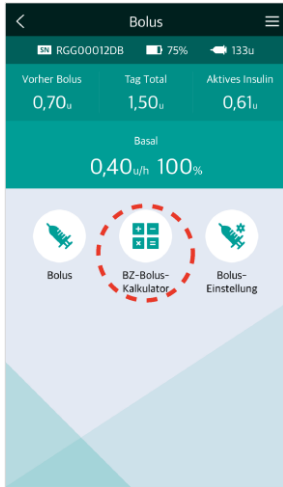 Bolus
SN RGG00012DB 75% 133u
Vorher Bolus Tag Total Aktives Insulin
0,70u 1,50u 0,61u
Basal
0,40u/h 100%
Bolus BZ-Bolus- Bolus-
Kalkulator Einstellung